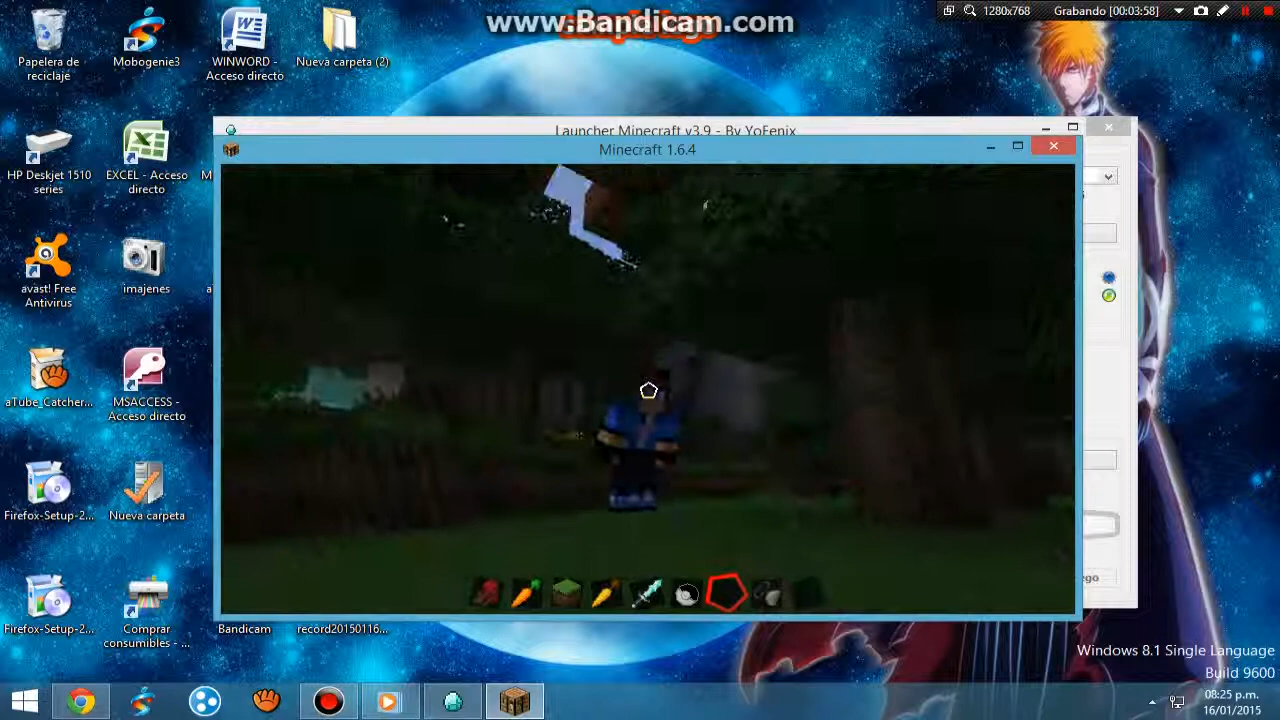 www.Bandicam.com
1280x768
Grabando [00:03:58]
Papelera de
reciclaje
Mobogenie3
WINWORD -
Acceso directo
Nueva carpeta (2)
Launcher Minecraft v3.9 - By YoFenix
Minecraft 1.6.4
HP Deskjet 1510
series
EXCEL - Acceso
directo
M
avast! Free
Antivirus
imajenes
aTube_Catcher...
MSACCESS -
Acceso directo
Firefox-Setup-2...
Nueva carpeta
Firefox-Setup-2...
Comprar
consumibles - ...
Bandicam
record20150116...
ego
Windows 8.1 Single Language
Build 9600
08:25 p.m.
16/01/2015